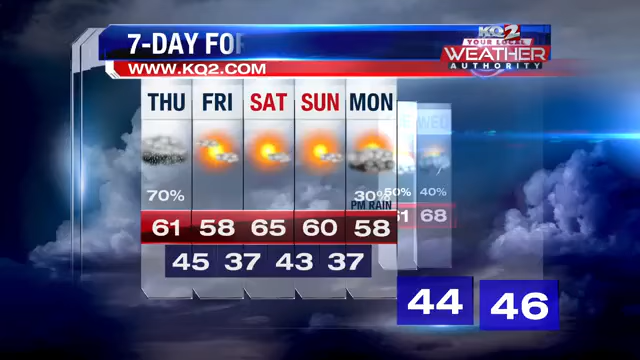 7-DAY FOR
KQ2
YOUR LOCAL
WEATHER
AUTHORITY
WWW.KQ2.COM
THU FRI SAT SUN MON WED
70% 30% 50% 40%
PM RAIN
61 58 65 60 58 61 68
45 37 43 37
44 46